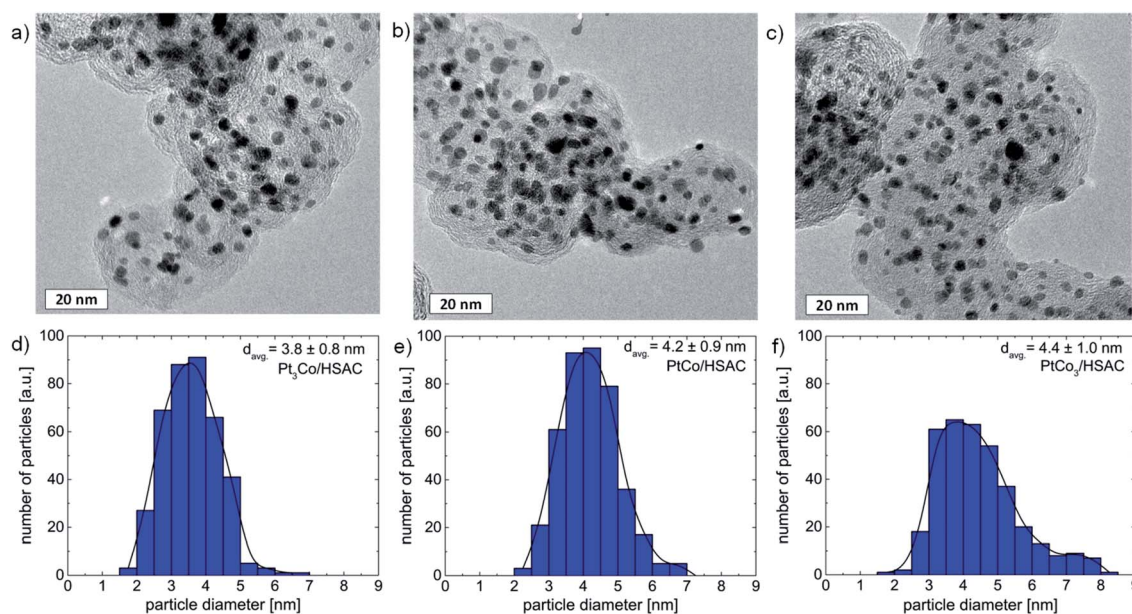 a)
b)
c)
20 nm
20 nm
20 nm
d)
e)
f)
d_avg. = 3.8 ± 0.8 nm
Pt₃Co/HSAC
number of particles [a.u.]
100
80
60
40
20
0
0 1 2 3 4 5 6 7 8 9
particle diameter [nm]
d_avg. = 4.2 ± 0.9 nm
PtCo/HSAC
number of particles [a.u.]
100
80
60
40
20
0
0 1 2 3 4 5 6 7 8 9
particle diameter [nm]
d_avg. = 4.4 ± 1.0 nm
PtCo₃/HSAC
number of particles [a.u.]
100
80
60
40
20
0
0 1 2 3 4 5 6 7 8 9
particle diameter [nm]